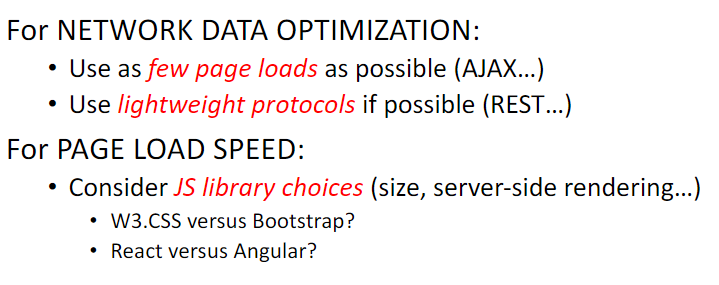 For NETWORK DATA OPTIMIZATION:
• Use as few page loads as possible (AJAX…)
• Use lightweight protocols if possible (REST…)
For PAGE LOAD SPEED:
• Consider JS library choices (size, server-side rendering…)
• W3.CSS versus Bootstrap?
• React versus Angular?